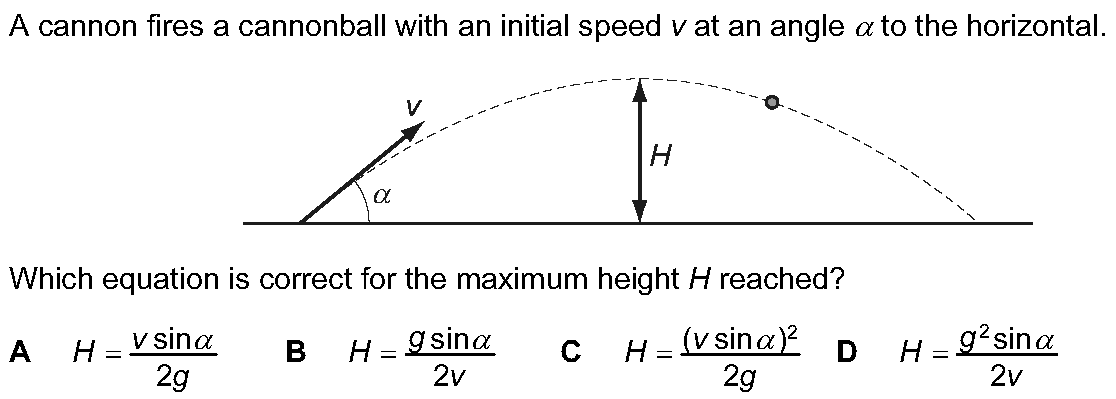 A cannon fires a cannonball with an initial speed v at an angle α to the horizontal.
v
H
α
Which equation is correct for the maximum height H reached?
A H = v sinα / 2g B H = g sinα / 2v C H = (v sinα)² / 2g D H = g² sinα / 2v